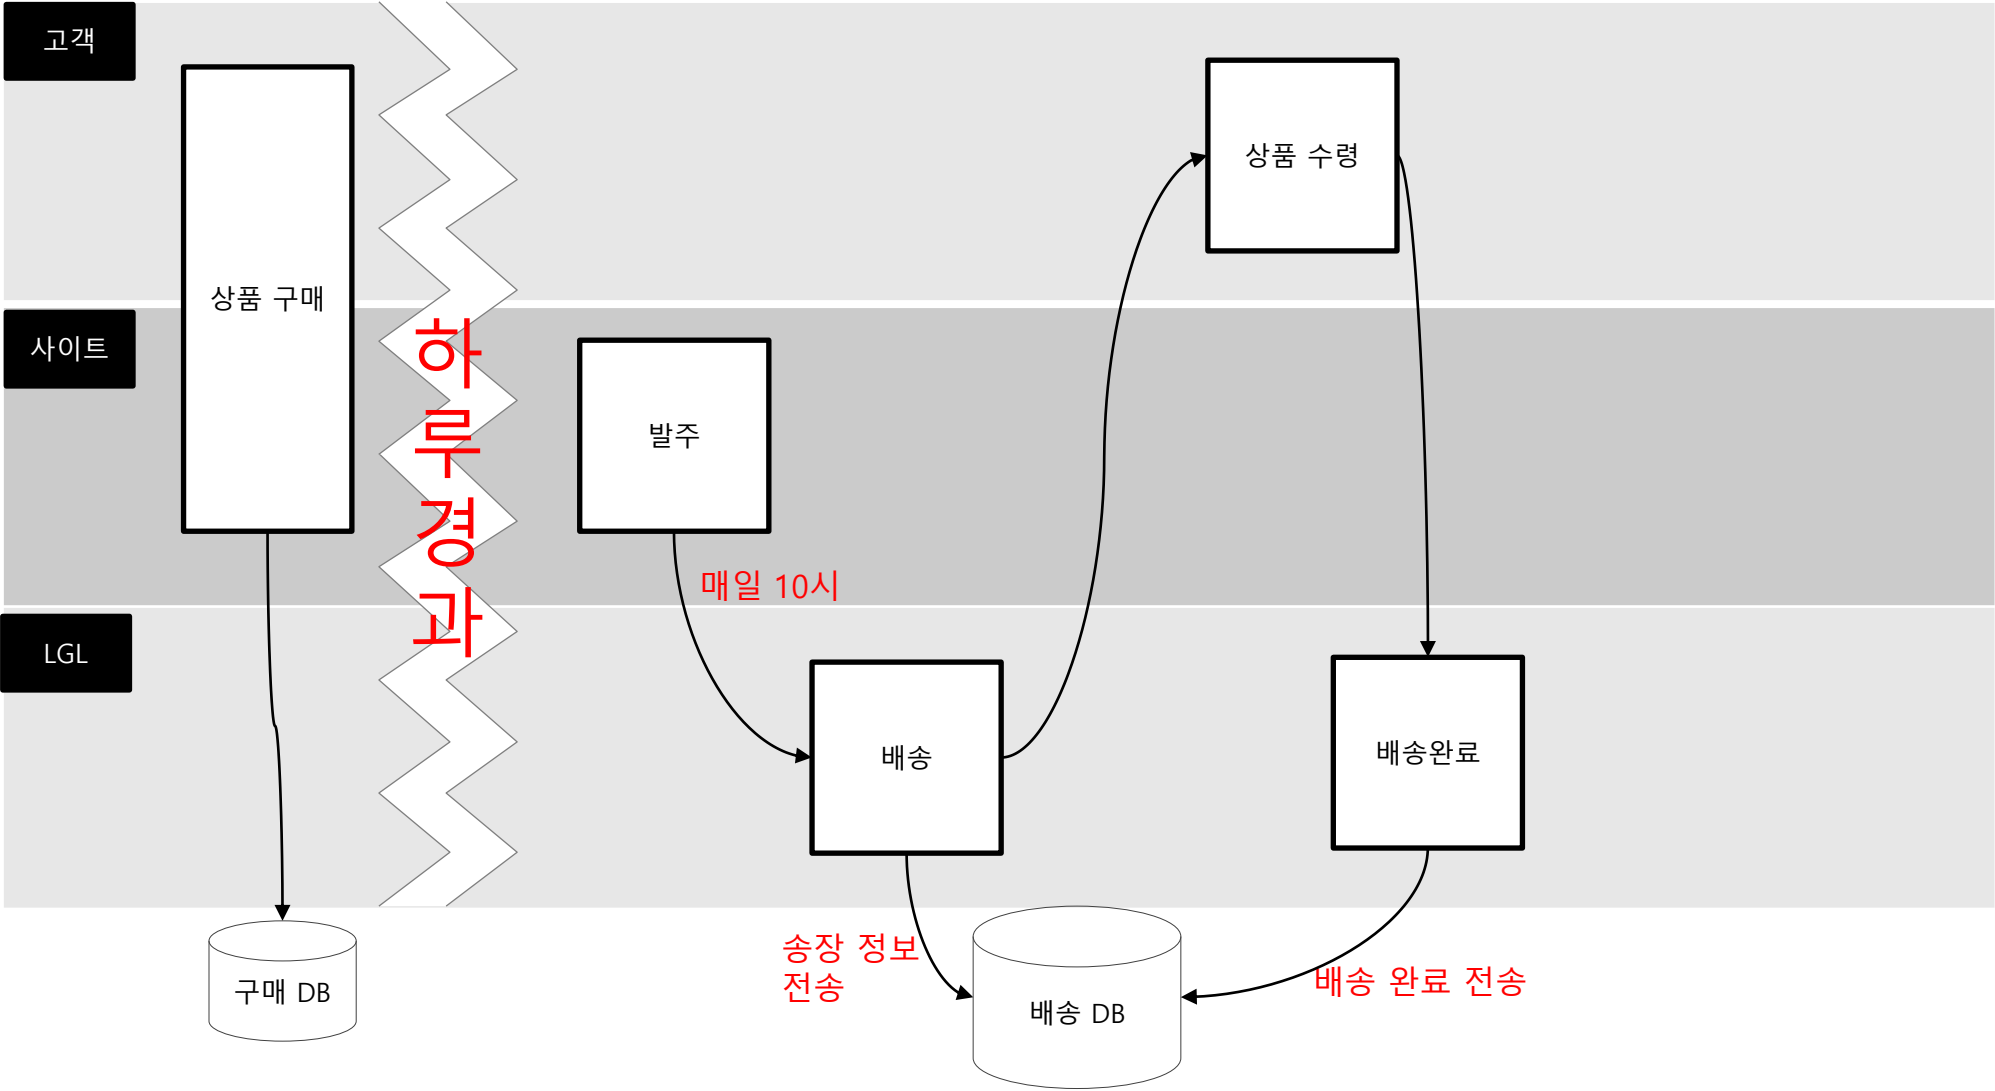 고객
상품 수령
상품 구매
사이트
하
루
경
과
발주
매일 10시
LGL
배송
배송완료
송장 정보
전송
배송 완료 전송
구매 DB
배송 DB